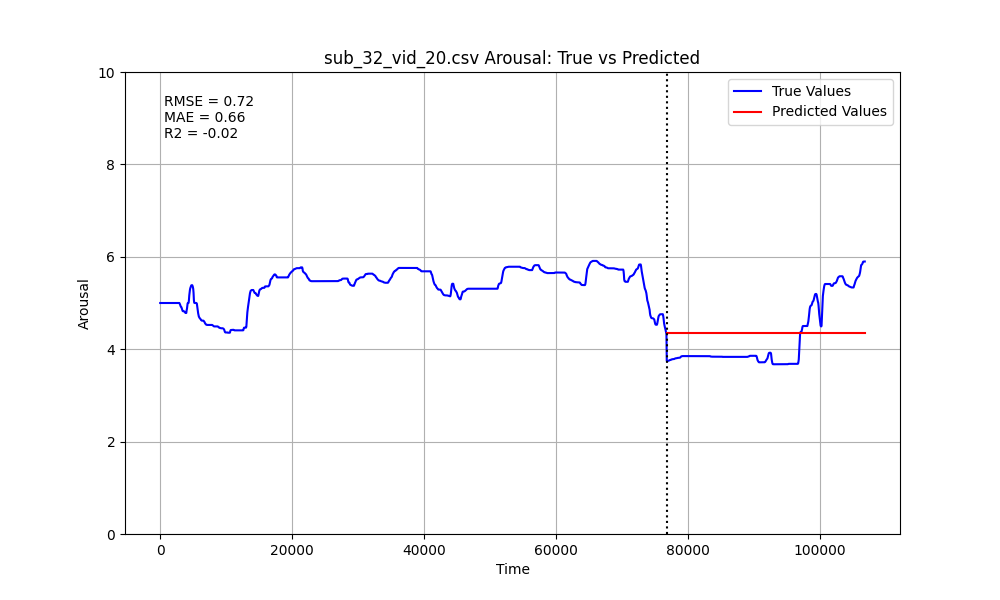 sub_32_vid_20.csv Arousal: True vs Predicted
RMSE = 0.72
MAE = 0.66
R2 = -0.02
True Values
Predicted Values
10
8
6
4
2
0
Arousal
0
20000
40000
60000
80000
100000
Time